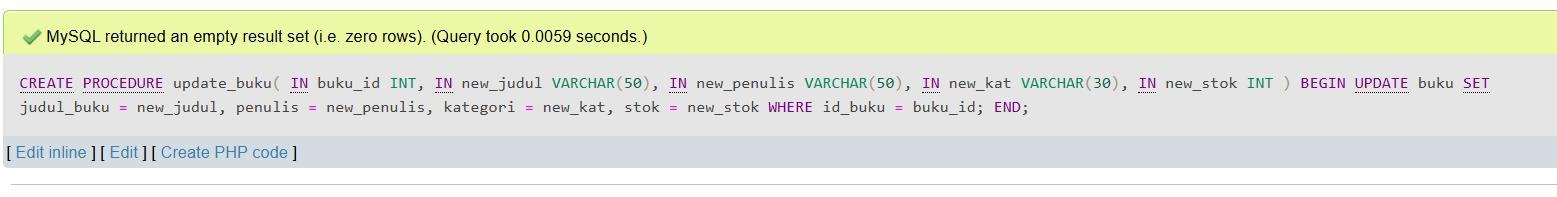 MySQL returned an empty result set (i.e. zero rows). (Query took 0.0059 seconds.)
CREATE PROCEDURE update_buku( IN buku_id INT, IN new_judul VARCHAR(50), IN new_penulis VARCHAR(50), IN new_kat VARCHAR(30), IN new_stok INT ) BEGIN UPDATE buku SET
judul_buku = new_judul, penulis = new_penulis, kategori = new_kat, stok = new_stok WHERE id_buku = buku_id; END;
[ Edit inline ] [ Edit ] [ Create PHP code ]